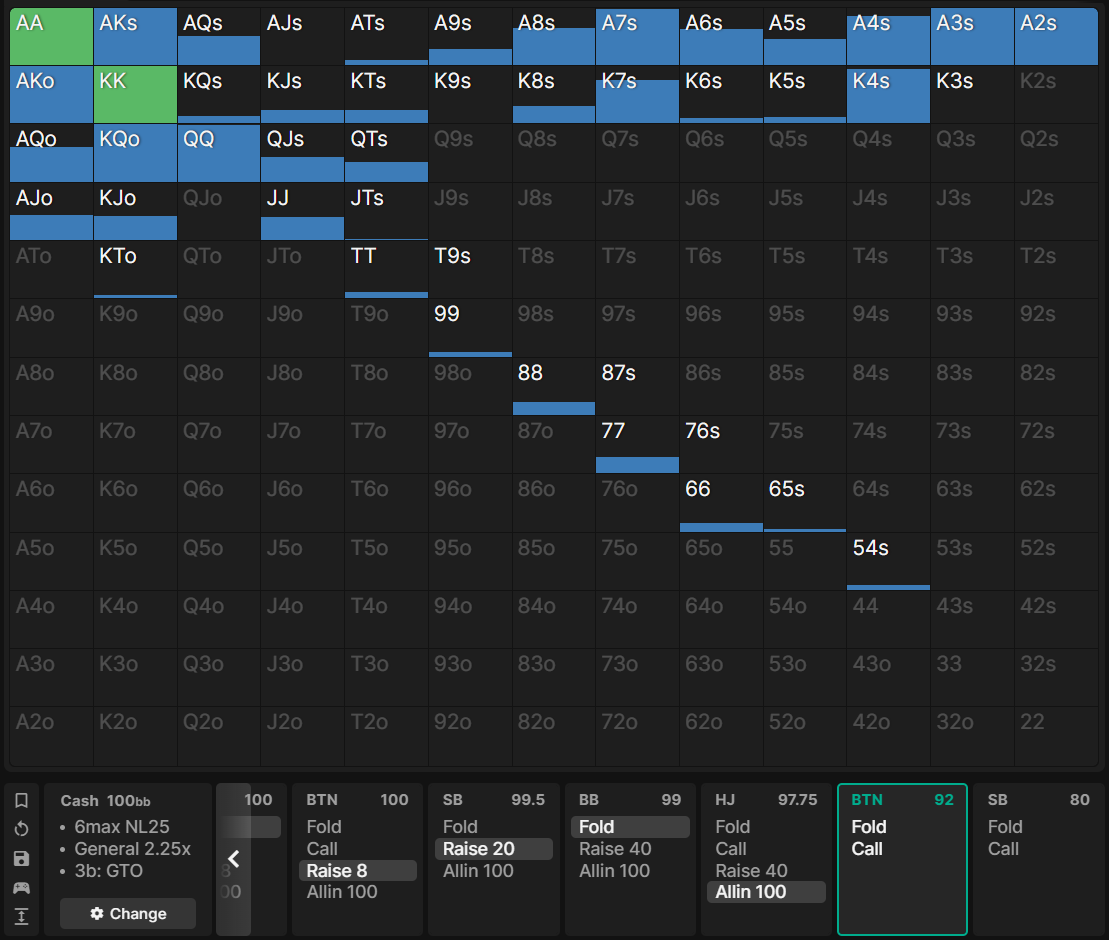 AA AKs AQs AJs ATs A9s A8s A7s A6s A5s A4s A3s A2s
AKo KK KQs KJs KTs K9s K8s K7s K6s K5s K4s K3s K2s
AQo KQo QQ QJs QTs Q9s Q8s Q7s Q6s Q5s Q4s Q3s Q2s
AJo KJo QJo JJ JTs J9s J8s J7s J6s J5s J4s J3s J2s
ATo KTo QTo JTo TT T9s T8s T7s T6s T5s T4s T3s T2s
A9o K9o Q9o J9o T9o 99 98s 97s 96s 95s 94s 93s 92s
A8o K8o Q8o J8o T8o 98o 88 87s 86s 85s 84s 83s 82s
A7o K7o Q7o J7o T7o 97o 87o 77 76s 75s 74s 73s 72s
A6o K6o Q6o J6o T6o 96o 86o 76o 66 65s 64s 63s 62s
A5o K5o Q5o J5o T5o 95o 85o 75o 65o 55 54s 53s 52s
A4o K4o Q4o J4o T4o 94o 84o 74o 64o 54o 44 43s 42s
A3o K3o Q3o J3o T3o 93o 83o 73o 63o 53o 43o 33 32s
A2o K2o Q2o J2o T2o 92o 82o 72o 62o 52o 42o 32o 22
Cash 100bb
• 6max NL25
• General 2.25x
• 3b: GTO
Change
100
8
00
BTN 100
Fold
Call
Raise 8
Allin 100
SB 99.5
Fold
Raise 20
Allin 100
BB 99
Fold
Raise 40
Allin 100
HJ 97.75
Fold
Call
Raise 40
Allin 100
BTN 92
Fold
Call
SB 80
Fold
Call